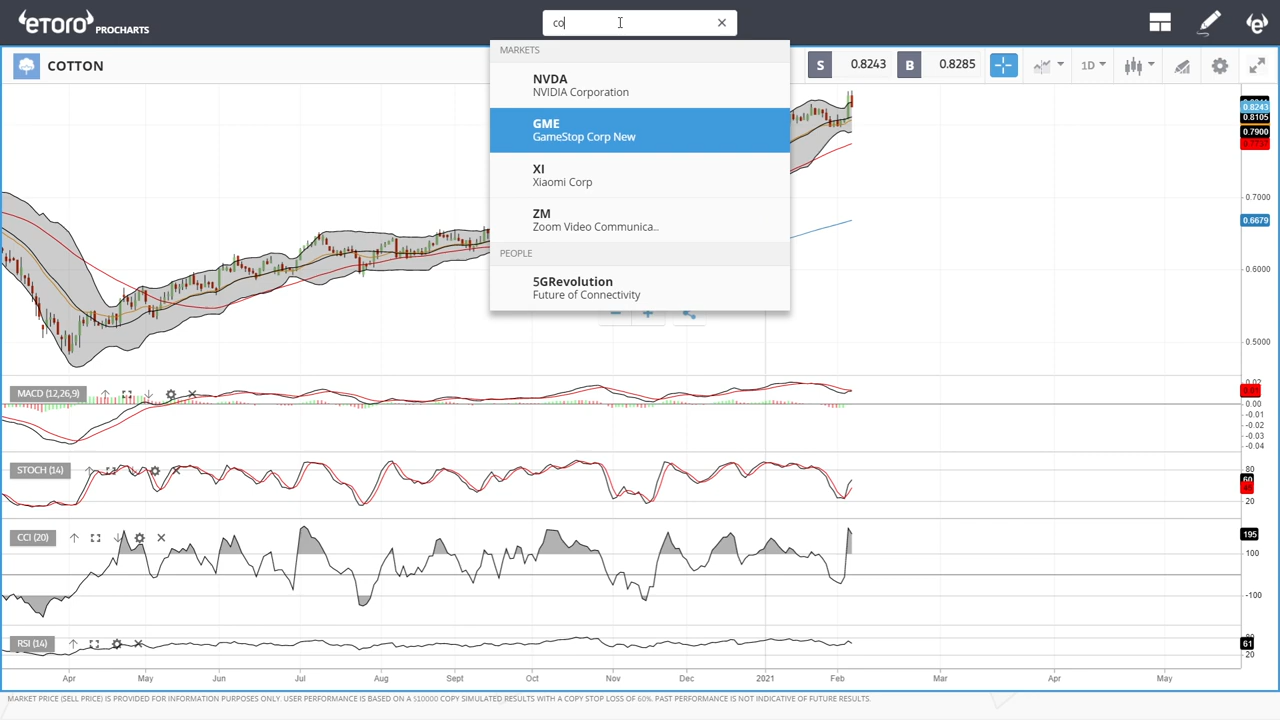 etoro PROCHARTS
co
MARKETS
NVDA
NVIDIA Corporation
GME
GameStop Corp New
XI
Xiaomi Corp
ZM
Zoom Video Communica...
PEOPLE
5GRevolution
Future of Connectivity
COTTON
S 0.8243 B 0.8285
1D
0.8243
0.8105
0.7900
0.7000
0.6679
0.6000
0.5000
MACD (12,26,9)
0.02
0.01
0.00
-0.01
-0.02
-0.03
-0.04
STOCH (14)
80
60
20
CCI (20)
195
100
-100
RSI (14)
61
20
Apr May Jun Jul Aug Sept Oct Nov Dec 2021 Feb Mar Apr May
MARKET PRICE (SELL PRICE) IS PROVIDED FOR INFORMATION PURPOSES ONLY. USER PERFORMANCE IS BASED ON A $10000 COPY SIMULATED RESULTS WITH A COPY STOP LOSS OF 60%. PAST PERFORMANCE IS NOT INDICATIVE OF FUTURE RESULTS.